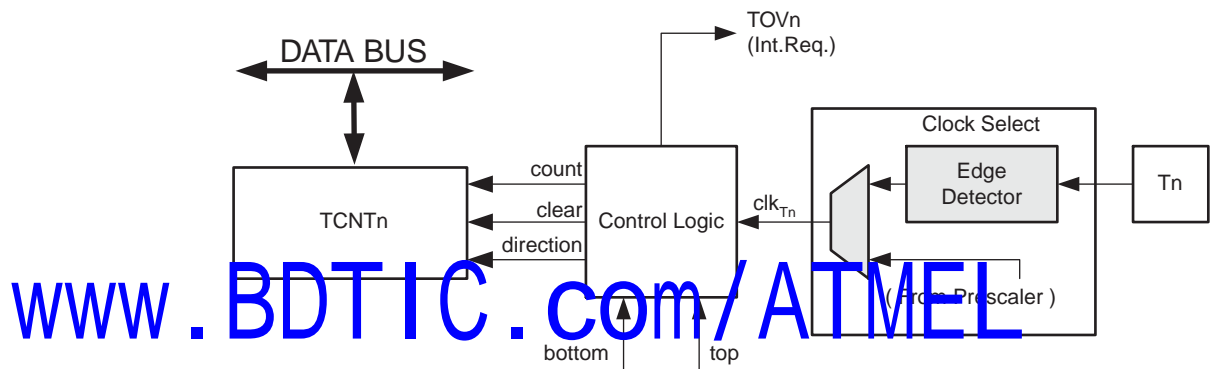 TOVn
(Int.Req.)
DATA BUS
Clock Select
count
Edge
Detector
Tn
TCNTn
clear
Control Logic
clkTn
direction
( From Prescaler )
www.BDTIC.com/ATMEL
bottom
top